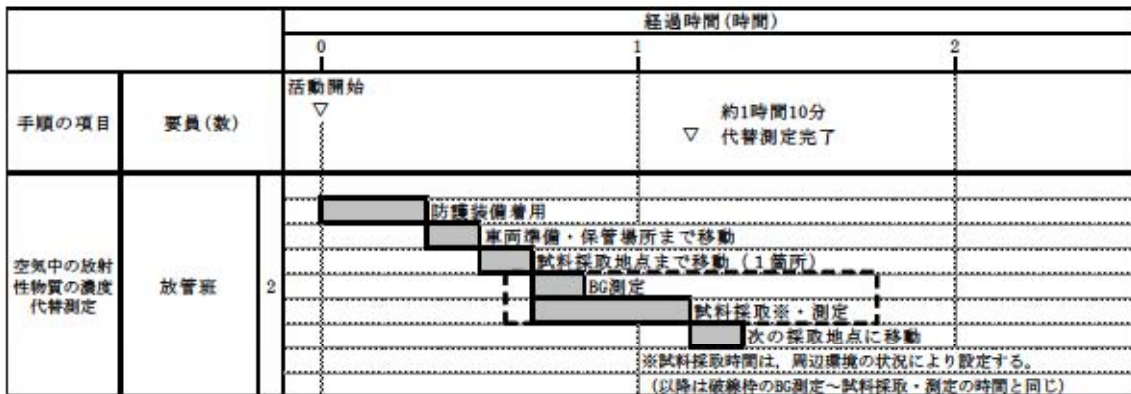 経過時間(時間)
0 1 2
手順の項目 要員(数)
活動開始
▽
約1時間10分
▽ 代替測定完了
空気中の放射
性物質の濃度
代替測定
放管班
2
防護装備着用
車両準備・保管場所まで移動
試料採取地点まで移動(1箇所)
BG測定
試料採取※・測定
次の採取地点に移動
※試料採取時間は,周辺環境の状況により設定する。
(以降は破線枠のBG測定~試料採取・測定の時間と同じ)